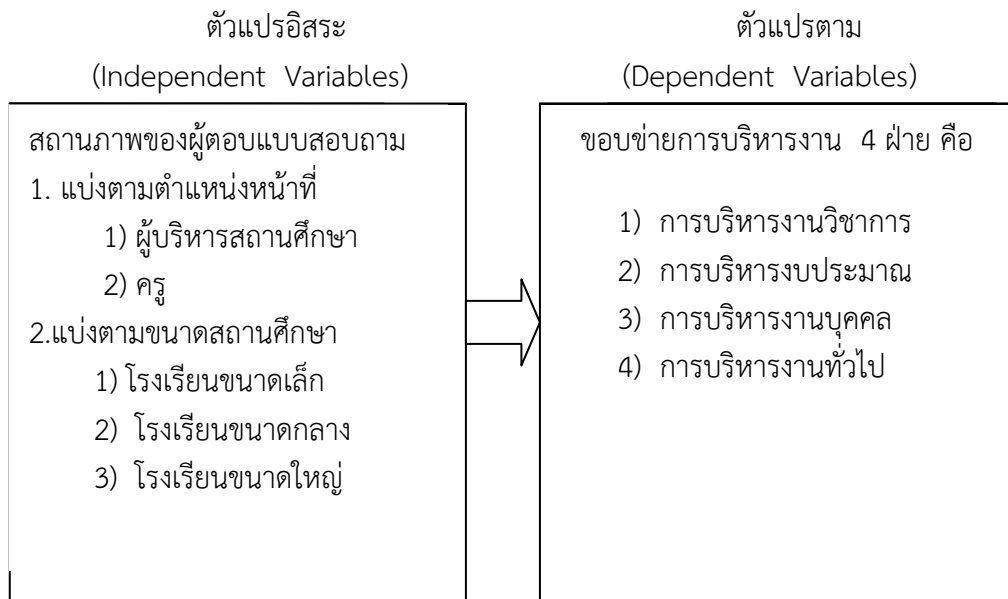 ตัวแปรอิสระ
(Independent Variables)
สถานภาพของผู้ตอบแบบสอบถาม
1. แบ่งตามตำแหน่งหน้าที่
1) ผู้บริหารสถานศึกษา
2) ครู
2.แบ่งตามขนาดสถานศึกษา
1) โรงเรียนขนาดเล็ก
2) โรงเรียนขนาดกลาง
3) โรงเรียนขนาดใหญ่
ตัวแปรตาม
(Dependent Variables)
ขอบข่ายการบริหารงาน 4 ฝ่าย คือ
1) การบริหารงานวิชาการ
2) การบริหารงบประมาณ
3) การบริหารงานบุคคล
4) การบริหารงานทั่วไป